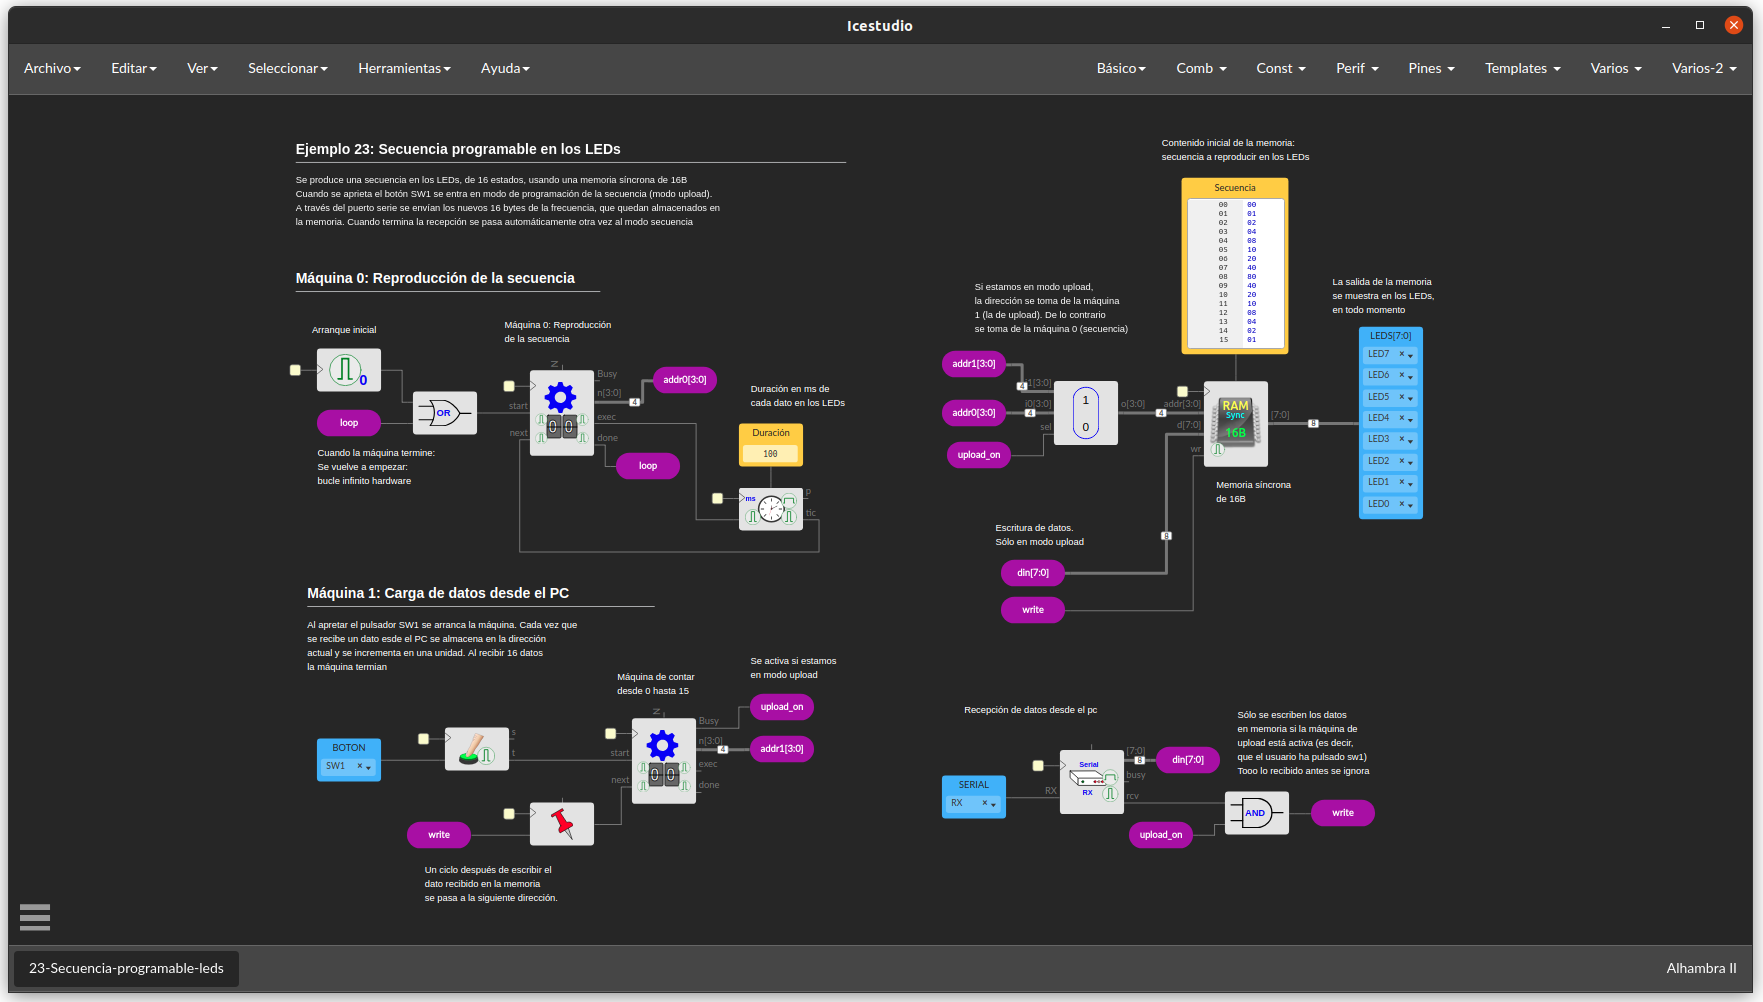 Icestudio
Archivo Editar Ver Seleccionar Herramientas Ayuda Básico Comb Const Perif Pines Templates Varios Varios-2
Ejemplo 23: Secuencia programable en los LEDs
Se produce una secuencia en los LEDs, de 16 estados, usando una memoria síncrona de 16B
Cuando se aprieta el botón SW1 se entra en modo de programación de la secuencia (modo upload).
A través del puerto serie se envían los nuevos 16 bytes de la frecuencia, que quedan almacenados en
la memoria. Cuando termina la recepción se pasa automáticamente otra vez al modo secuencia
Máquina 0: Reproducción de la secuencia
Arranque inicial
0
loop
OR
Cuando la máquina termine:
Se vuelve a empezar:
bucle infinito hardware
Máquina 0: Reproducción
de la secuencia
N
start
next
0 0
Busy
n[3:0]
exec
done
4
addr0[3:0]
loop
Duración en ms de
cada dato en los LEDs
Duración
100
ms
p
tic
Máquina 1: Carga de datos desde el PC
Al apretar el pulsador SW1 se arranca la máquina. Cada vez que
se recibe un dato esde el PC se almacena en la dirección
actual y se incrementa en una unidad. Al recibir 16 datos
la máquina termian
BOTON
SW1
s
t
Máquina de contar
desde 0 hasta 15
N
start
next
0 0
Busy
n[3:0]
exec
done
4
Se activa si estamos
en modo upload
upload_on
addr1[3:0]
write
Un ciclo después de escribir el
dato recibido en la memoria
se pasa a la siguiente dirección.
Contenido inicial de la memoria:
secuencia a reproducir en los LEDs
Secuencia
00 00
01 01
02 02
03 04
04 08
05 10
06 20
07 40
08 80
09 40
10 20
11 10
12 08
13 04
14 02
15 01
Si estamos en modo upload,
la dirección se toma de la máquina
1 (la de upload). De lo contrario
se toma de la máquina 0 (secuencia)
addr1[3:0]
addr0[3:0]
upload_on
4
4
i1[3:0]
i0[3:0]
sel
1
0
o[3:0]
4
addr[3:0]
d[7:0]
wr
RAM
Sync
16B
[7:0]
8
Memoria síncrona
de 16B
La salida de la memoria
se muestra en los LEDs,
en todo momento
LEDS[7:0]
LED7
LED6
LED5
LED4
LED3
LED2
LED1
LED0
Escritura de datos.
Sólo en modo upload
8
din[7:0]
write
Recepción de datos desde el pc
SERIAL
RX
RX
Serial
RX
[7:0]
busy
rcv
8
din[7:0]
upload_on
AND
write
Sólo se escriben los datos
en memoria si la máquina de
upload está activa (es decir,
que el usuario ha pulsado sw1)
Tooo lo recibido antes se ignora
23-Secuencia-programable-leds
Alhambra II